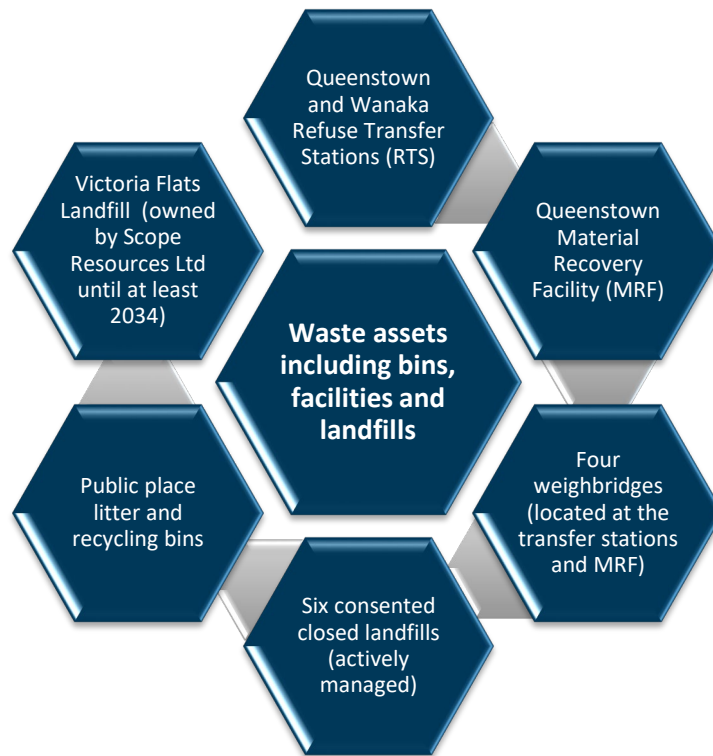 Queenstown
and Wanaka
Refuse Transfer
Stations (RTS)
Victoria Flats
Landfill (owned
by Scope
Resources Ltd
until at least
2034)
Queenstown
Material
Recovery
Facility (MRF)
Waste assets
including bins,
facilities and
landfills
Public place
litter and
recycling bins
Four
weighbridges
(located at the
transfer stations
and MRF)
Six consented
closed landfills
(actively
managed)